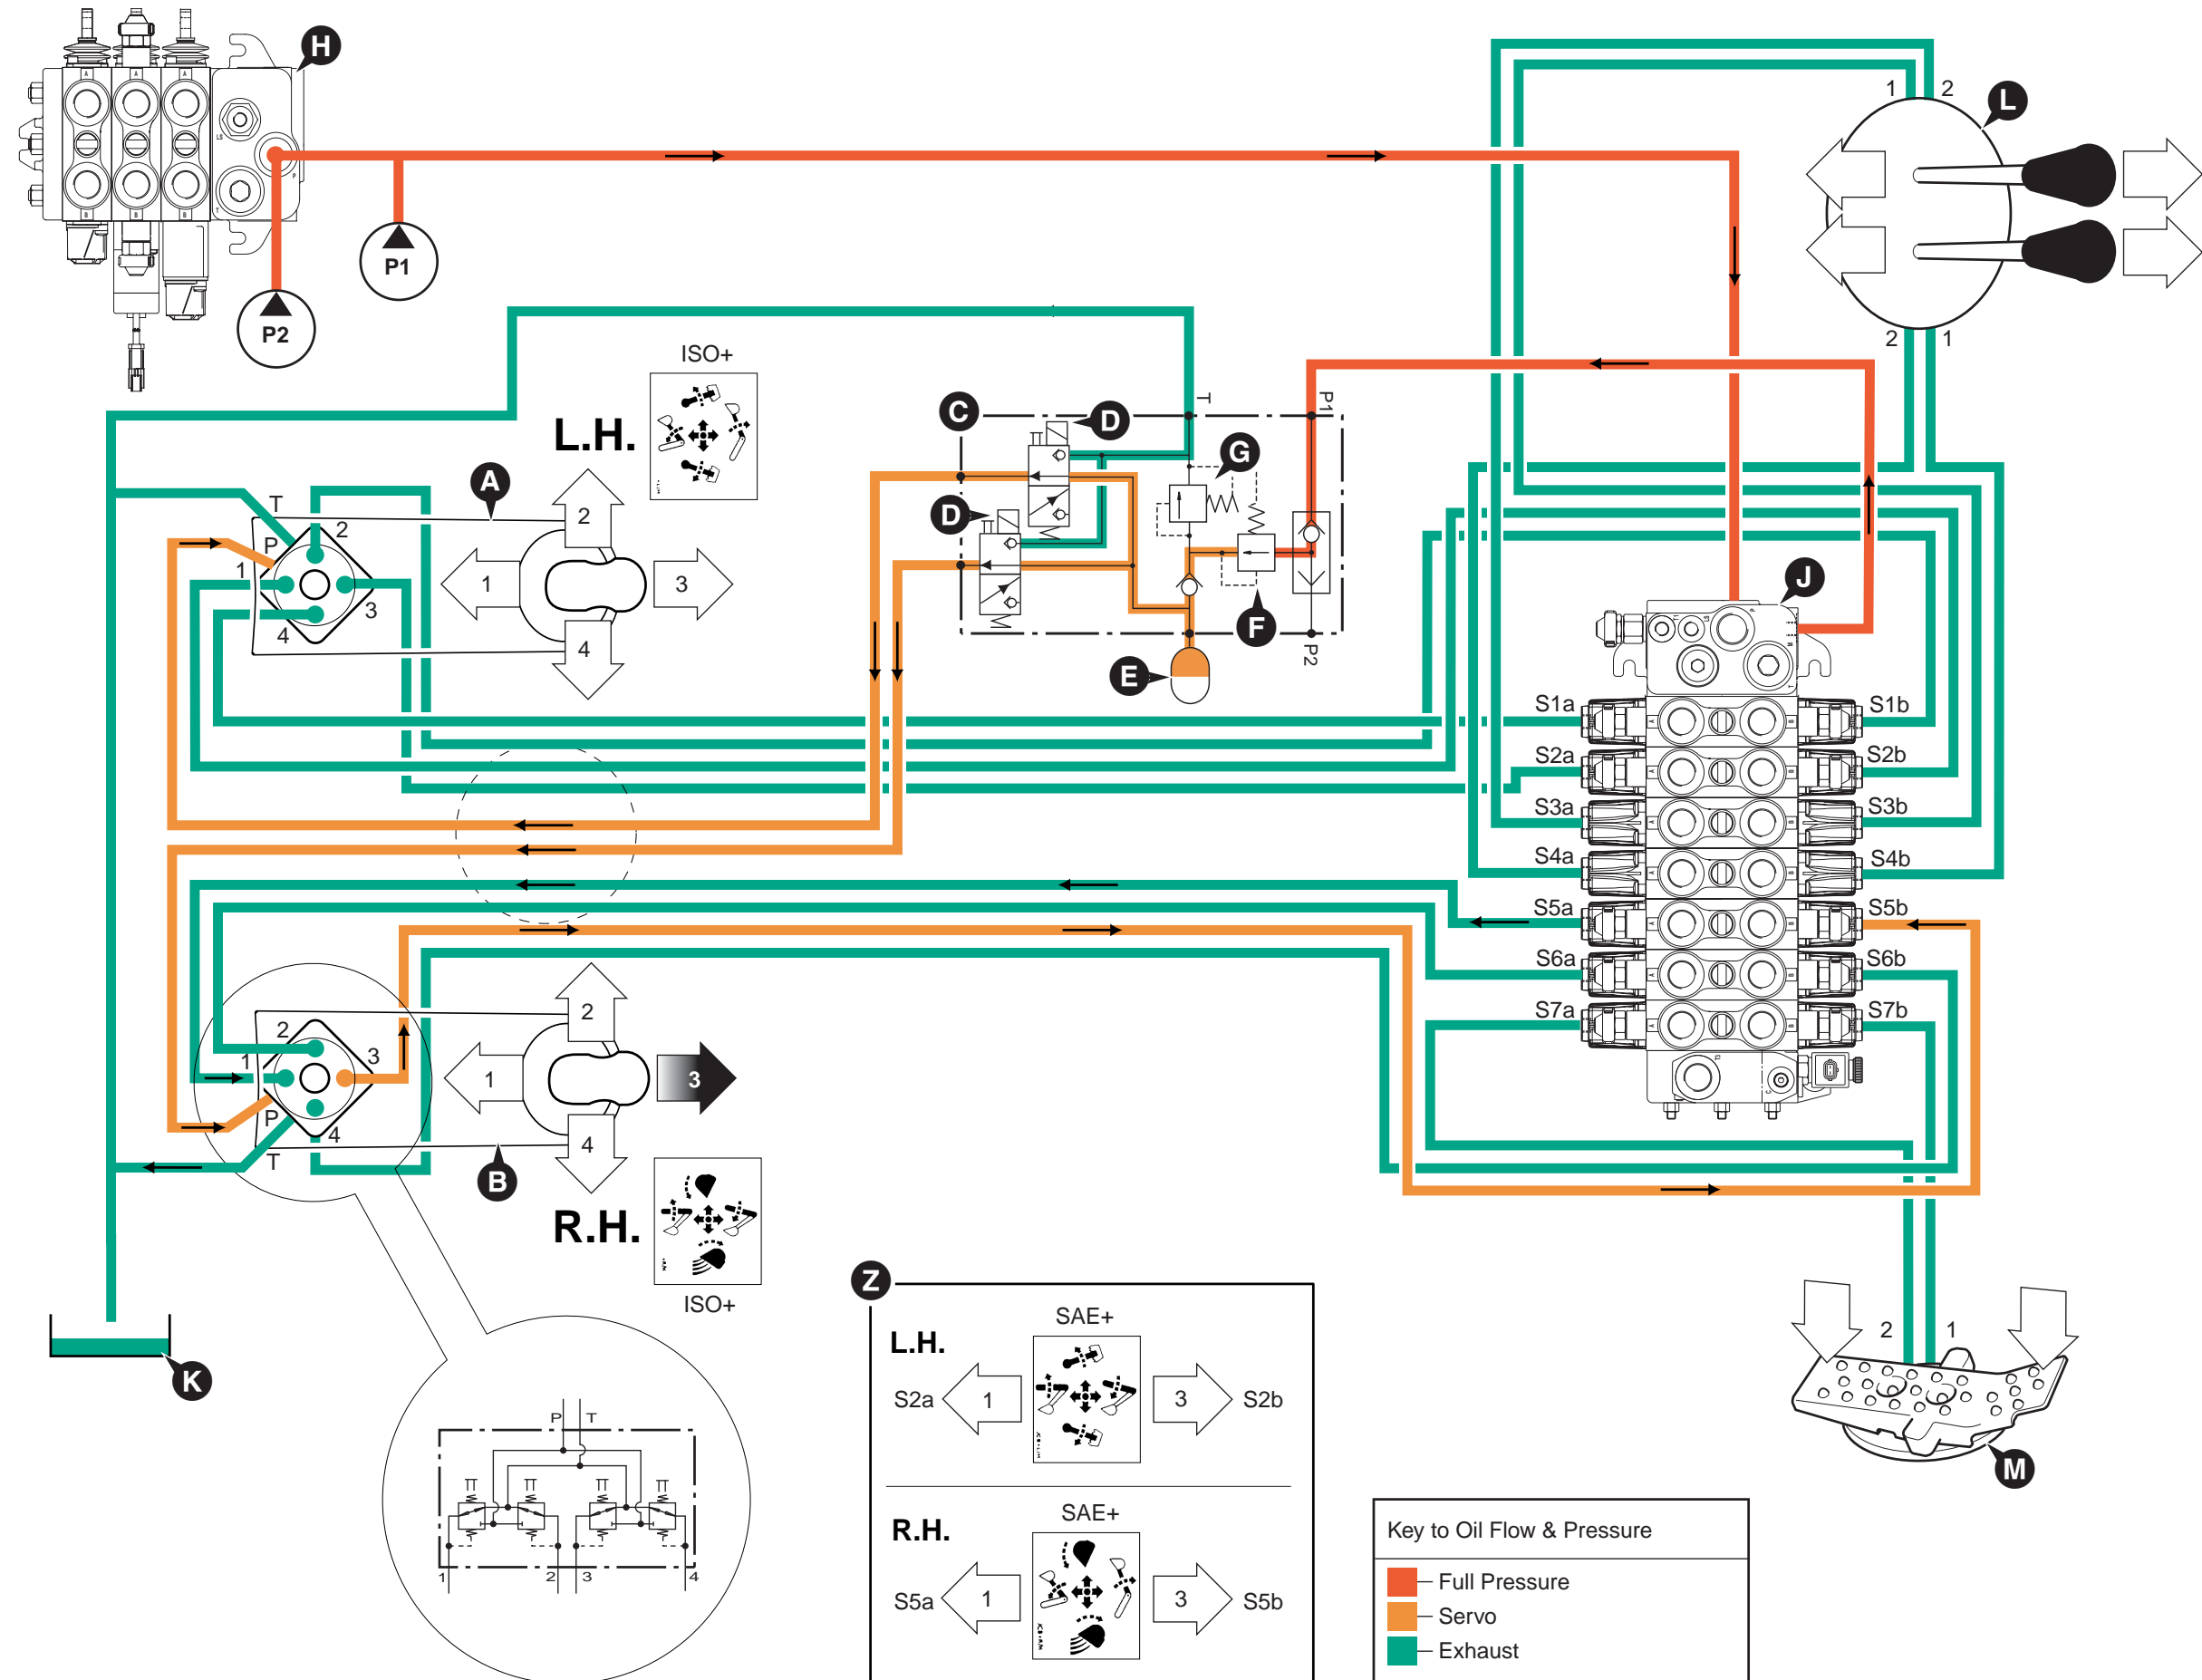 H
P1
P2
1 2
L
2 1
ISO+
L.H.
A
T
2
P
1
3
4
2
1
3
4
C
D
D
T
P1
G
F
E
P2
J
S1a
S1b
S2a
S2b
S3a
S3b
S4a
S4b
S5a
S5b
S6a
S6b
S7a
S7b
2
1
3
P
4
T
2
1
3
4
B
R.H.
ISO+
K
P T
1 2 3 4
Z
SAE+
L.H.
S2a 1 3 S2b
SAE+
R.H.
S5a 1 3 S5b
2 1
M
Key to Oil Flow & Pressure
Full Pressure
Servo
Exhaust